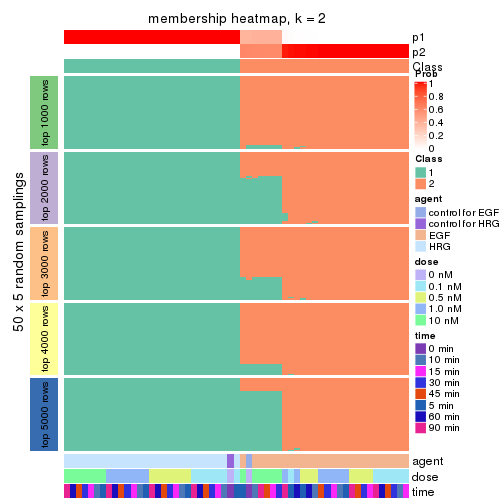 membership heatmap, k = 2
p1
p2
Class
50 x 5 random samplings
top 1000 rows
top 2000 rows
top 3000 rows
top 4000 rows
top 5000 rows
agent
dose
time
Prob
1
0.8
0.6
0.4
0.2
0
Class
1
2
agent
control for EGF
control for HRG
EGF
HRG
dose
0 nM
0.1 nM
0.5 nM
1.0 nM
10 nM
time
0 min
10 min
15 min
30 min
45 min
5 min
60 min
90 min